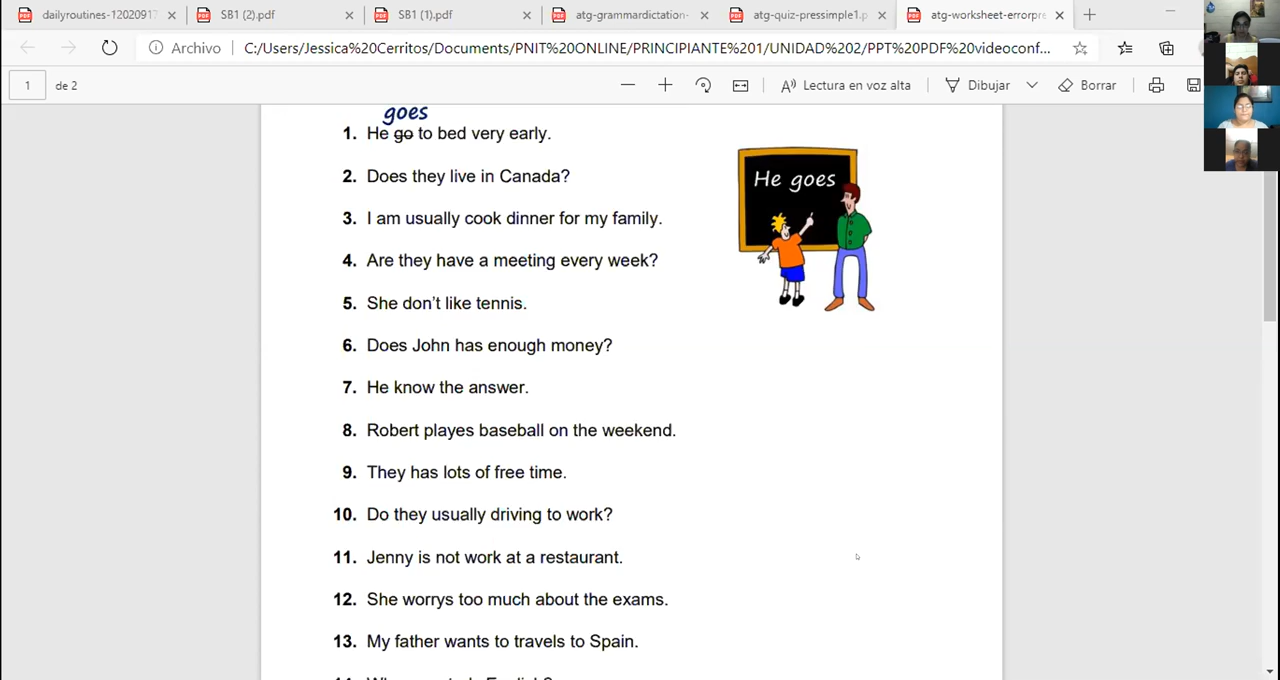 dailyroutines-12020917
SB1 (2).pdf
SB1 (1).pdf
atg-grammardictation-
atg-quiz-pressimple1.p
atg-worksheet-errorpre
Archivo
C:/Users/Jessica%20Cerritos/Documents/PNIT%20ONLINE/PRINCIPIANTE%201/UNIDAD%202/PPT%20PDF%20videoconf...
1 de 2
Lectura en voz alta
Dibujar
Borrar
goes
1. He go to bed very early.
He goes
2. Does they live in Canada?
3. I am usually cook dinner for my family.
4. Are they have a meeting every week?
5. She don't like tennis.
6. Does John has enough money?
7. He know the answer.
8. Robert playes baseball on the weekend.
9. They has lots of free time.
10. Do they usually driving to work?
11. Jenny is not work at a restaurant.
12. She worrys too much about the exams.
13. My father wants to travels to Spain.